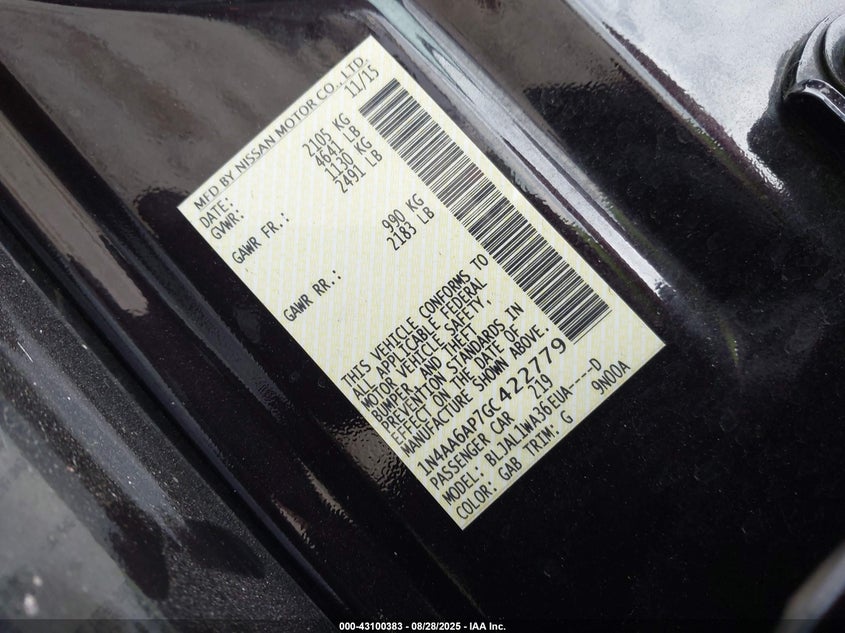 MFD BY NISSAN MOTOR CO., LTD.
DATE: 11/15
GVWR: 2105 KG
4641 LB
GAWR FR.: 1130 KG
2491 LB
GAWR RR.: 990 KG
2183 LB
THIS VEHICLE CONFORMS TO
ALL APPLICABLE FEDERAL
MOTOR VEHICLE SAFETY,
BUMPER, AND THEFT
PREVENTION STANDARDS IN
EFFECT ON THE DATE OF
MANUFACTURE SHOWN ABOVE.
1N4AA6AP7GC422779
PASSENGER CAR 219
MODEL: BLJAL1WA36EUA----D
COLOR: GAB TRIM: G 9N00A
000-43100383 - 08/28/2025 - IAA Inc.